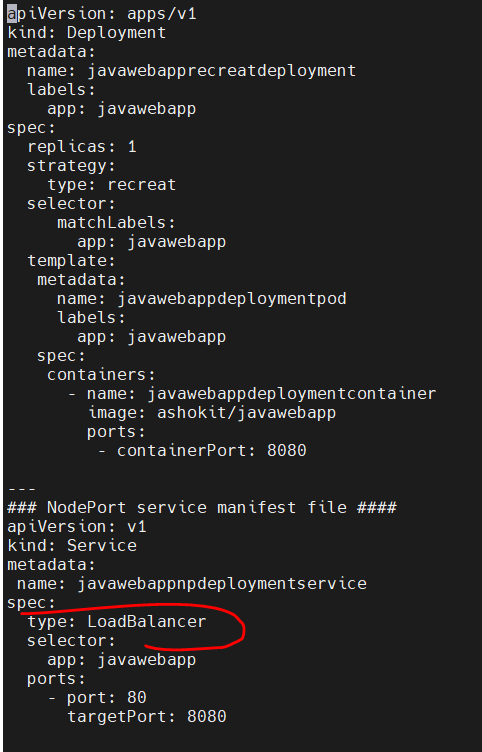 apiVersion: apps/v1
kind: Deployment
metadata:
  name: javawebapprecreatdeployment
  labels:
    app: javawebapp
spec:
  replicas: 1
  strategy:
    type: recreat
  selector:
     matchLabels:
       app: javawebapp
  template:
   metadata:
     name: javawebappdeploymentpod
     labels:
       app: javawebapp
   spec:
    containers:
      - name: javawebappdeploymentcontainer
        image: ashokit/javawebapp
        ports:
         - containerPort: 8080

---
### NodePort service manifest file ####
apiVersion: v1
kind: Service
metadata:
 name: javawebappnpdeploymentservice
spec:
  type: LoadBalancer
  selector:
    app: javawebapp
  ports:
    - port: 80
      targetPort: 8080